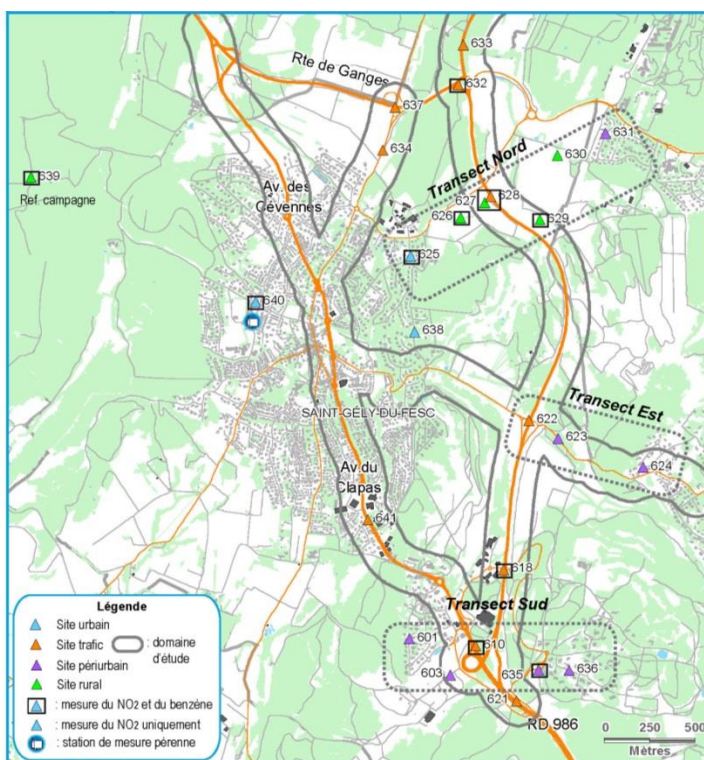 633
Rte de Ganges
632
637
631
634
630
Transect Nord
639
Ref. campagne
Av. des
Cévennes
628
627
626
629
625
640
638
Transect Est
622
SAINT-GÉLY-DU-FESC
623
624
Av.du
Clapas
641
618
Légende
Transect Sud
Site urbain
Site trafic
: domaine
d'étude
601
610
Site périurbain
635
636
Site rural
603
: mesure du NO2 et du benzène
621
: mesure du NO2 uniquement
RD 986
: station de mesure pérenne
0 250 500
Mètres